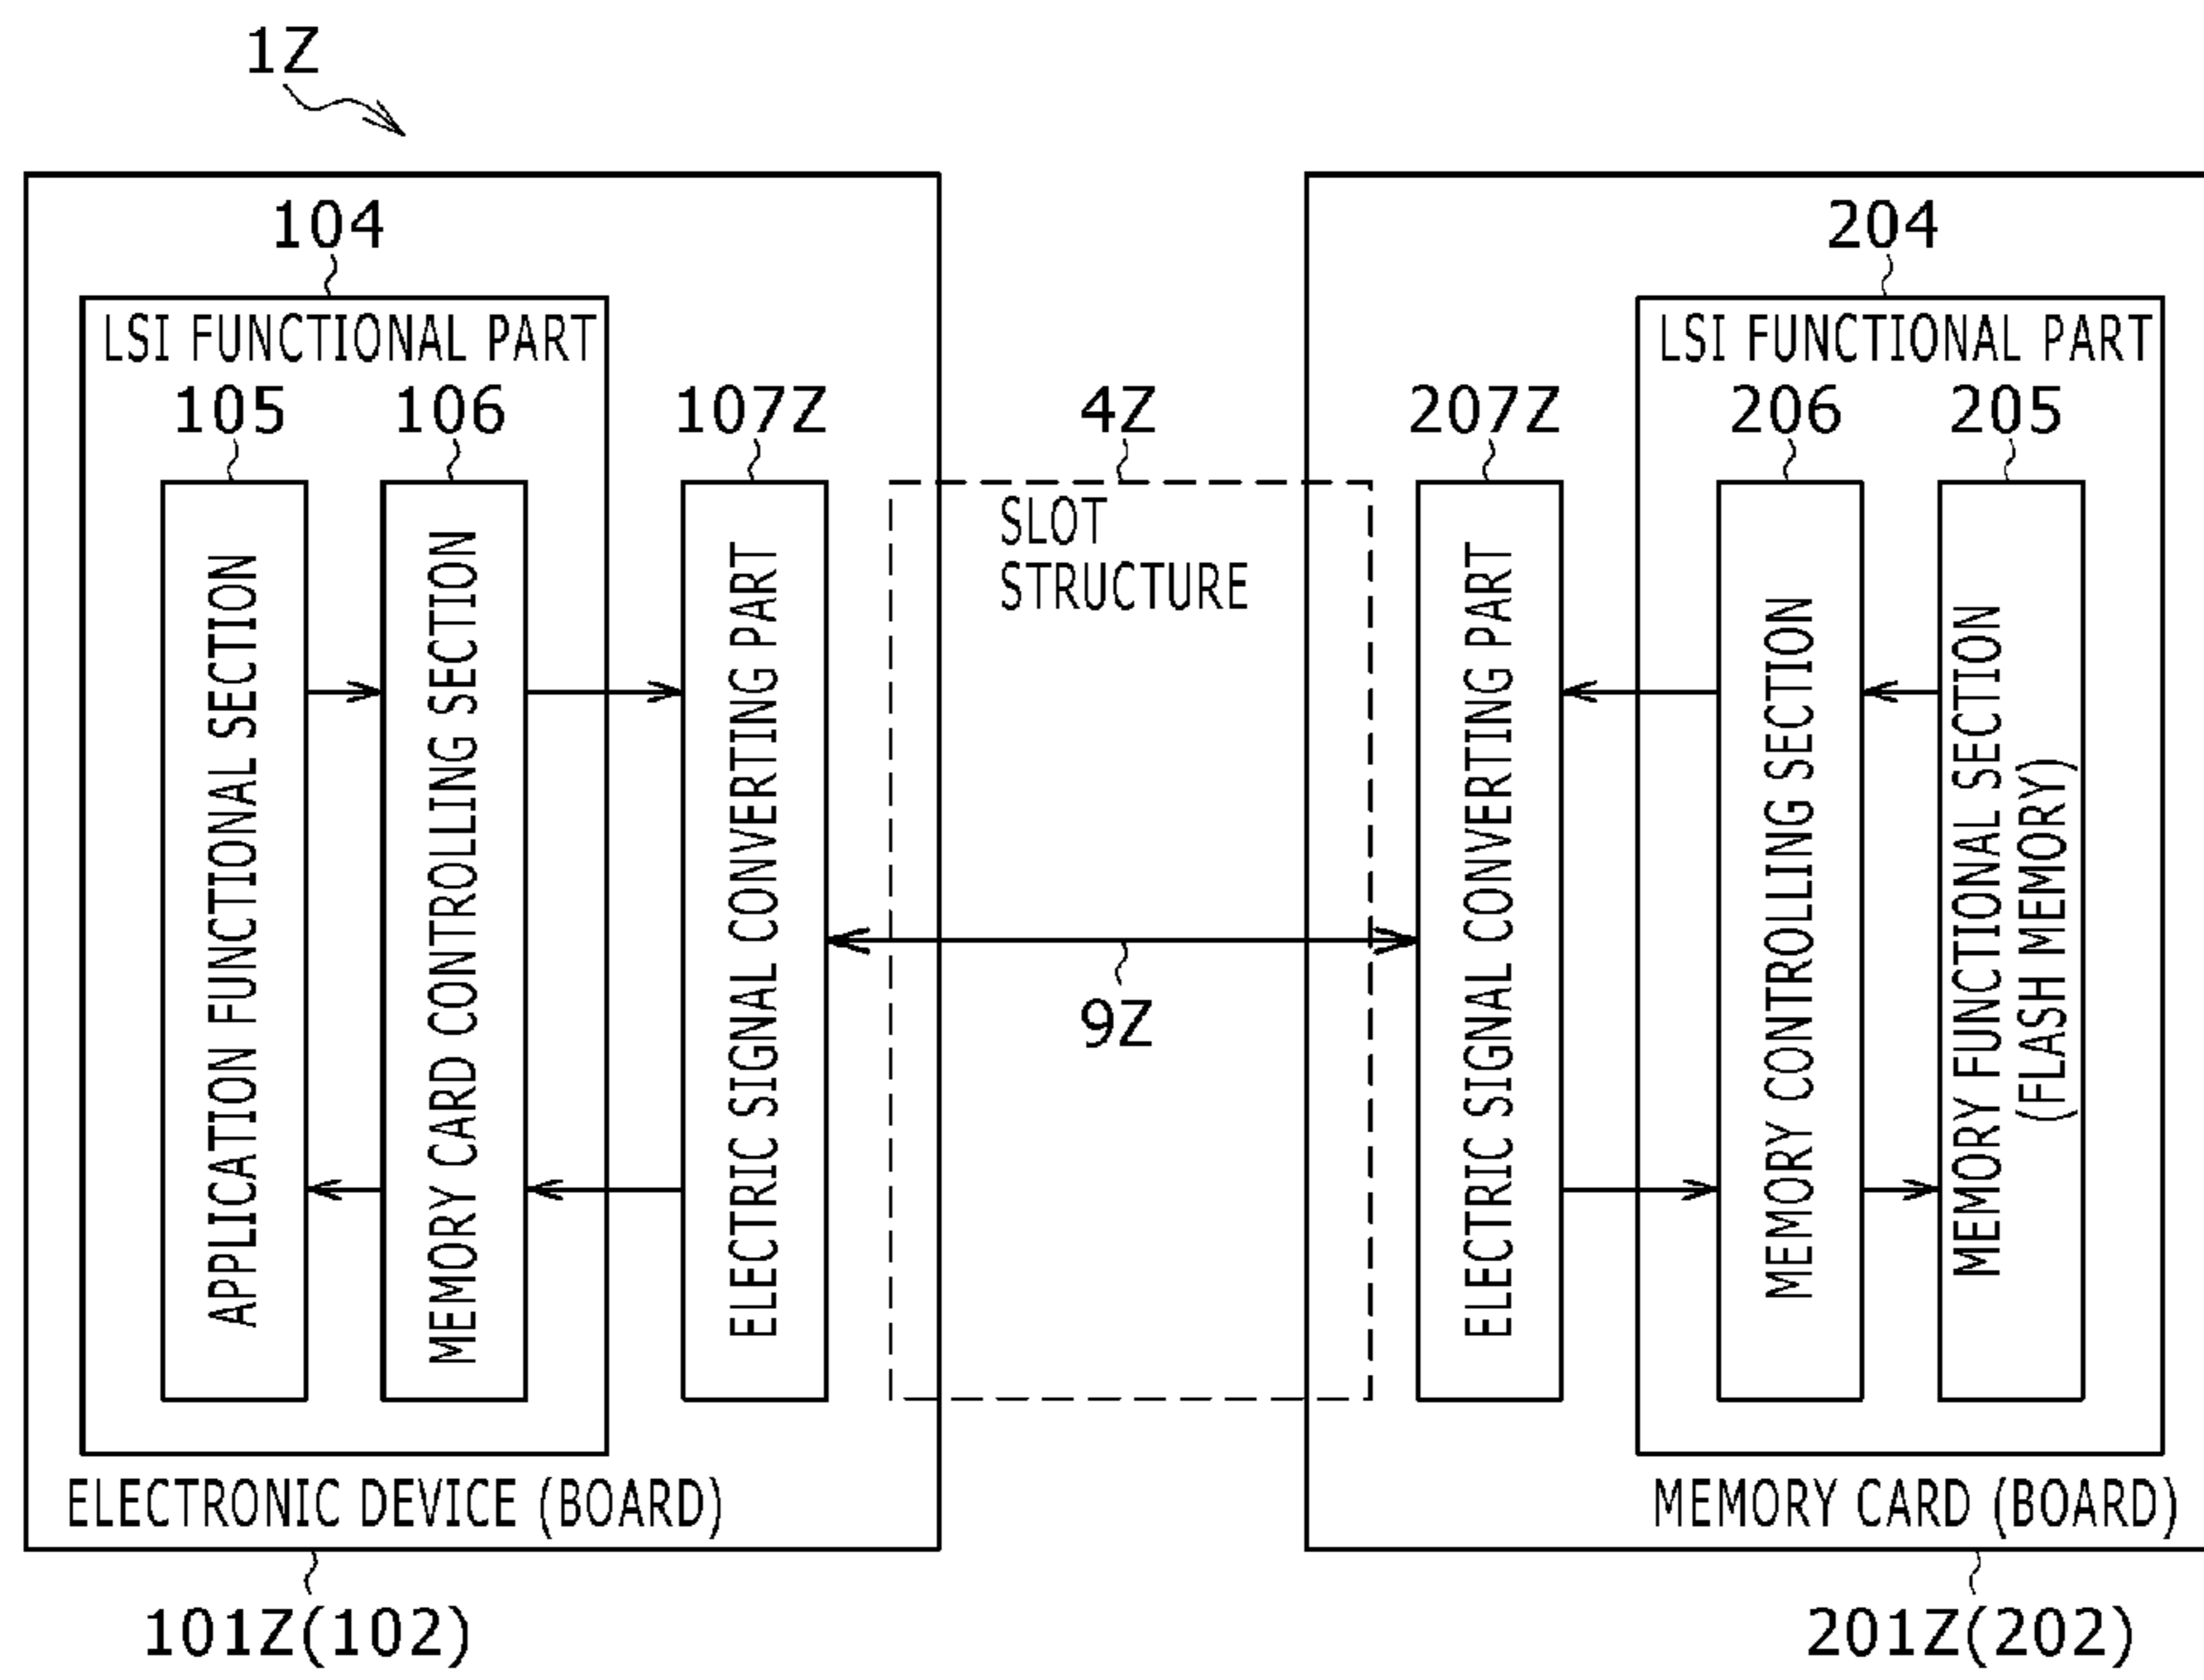 1Z
104
LSI FUNCTIONAL PART
105
106
107Z
APPLICATION FUNCTIONAL SECTION
MEMORY CARD CONTROLLING SECTION
ELECTRIC SIGNAL CONVERTING PART
ELECTRONIC DEVICE (BOARD)
101Z(102)
4Z
SLOT
STRUCTURE
9Z
204
LSI FUNCTIONAL PART
207Z
206
205
ELECTRIC SIGNAL CONVERTING PART
MEMORY CONTROLLING SECTION
MEMORY FUNCTIONAL SECTION
(FLASH MEMORY)
MEMORY CARD (BOARD)
201Z(202)